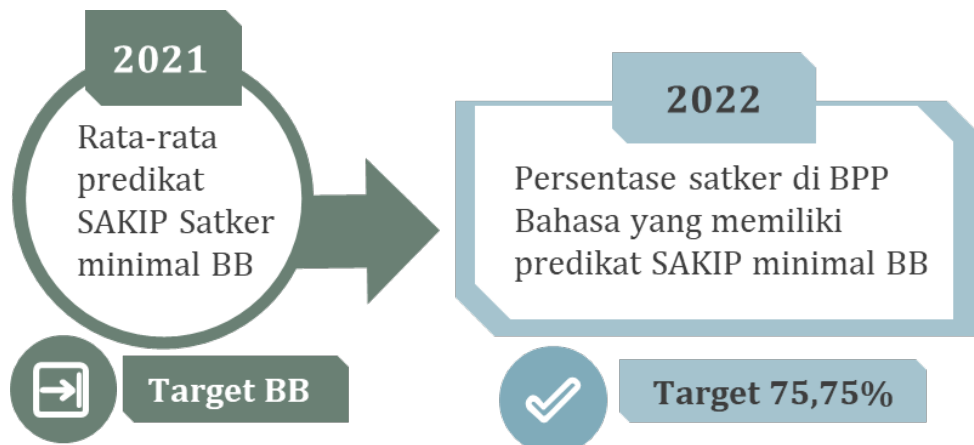 2021
Rata-rata
predikat
SAKIP Satker
minimal BB
Target BB
2022
Persentase satker di BPP
Bahasa yang memiliki
predikat SAKIP minimal BB
Target 75,75%